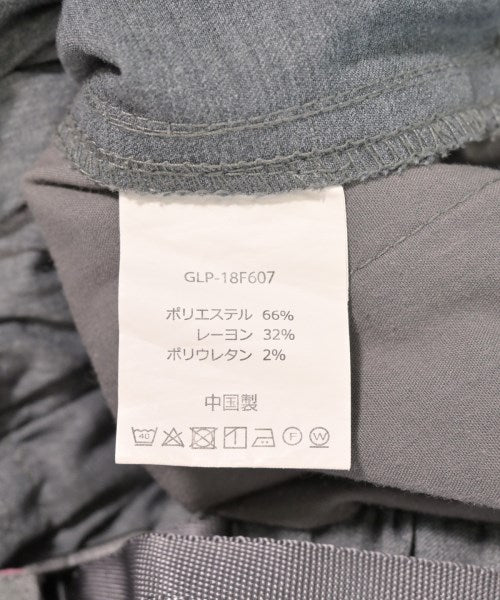 GLP-18F607
ポリエステル 66%
レーヨン 32%
ポリウレタン 2%
中国製
40 F W